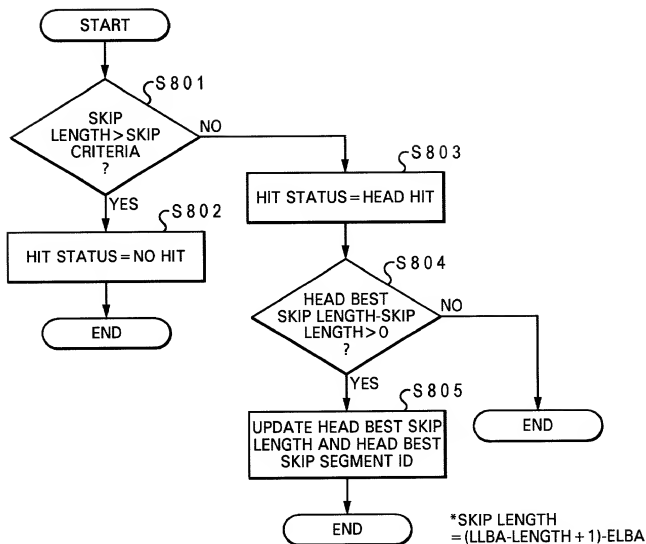 START
S801
SKIP
LENGTH>SKIP
CRITERIA
?
NO
YES
S802
HIT STATUS=NO HIT
END
S803
HIT STATUS=HEAD HIT
S804
HEAD BEST
SKIP LENGTH-SKIP
LENGTH>0
?
NO
YES
S805
UPDATE HEAD BEST SKIP
LENGTH AND HEAD BEST
SKIP SEGMENT ID
END
END
*SKIP LENGTH
=(LLBA-LENGTH+1)-ELBA